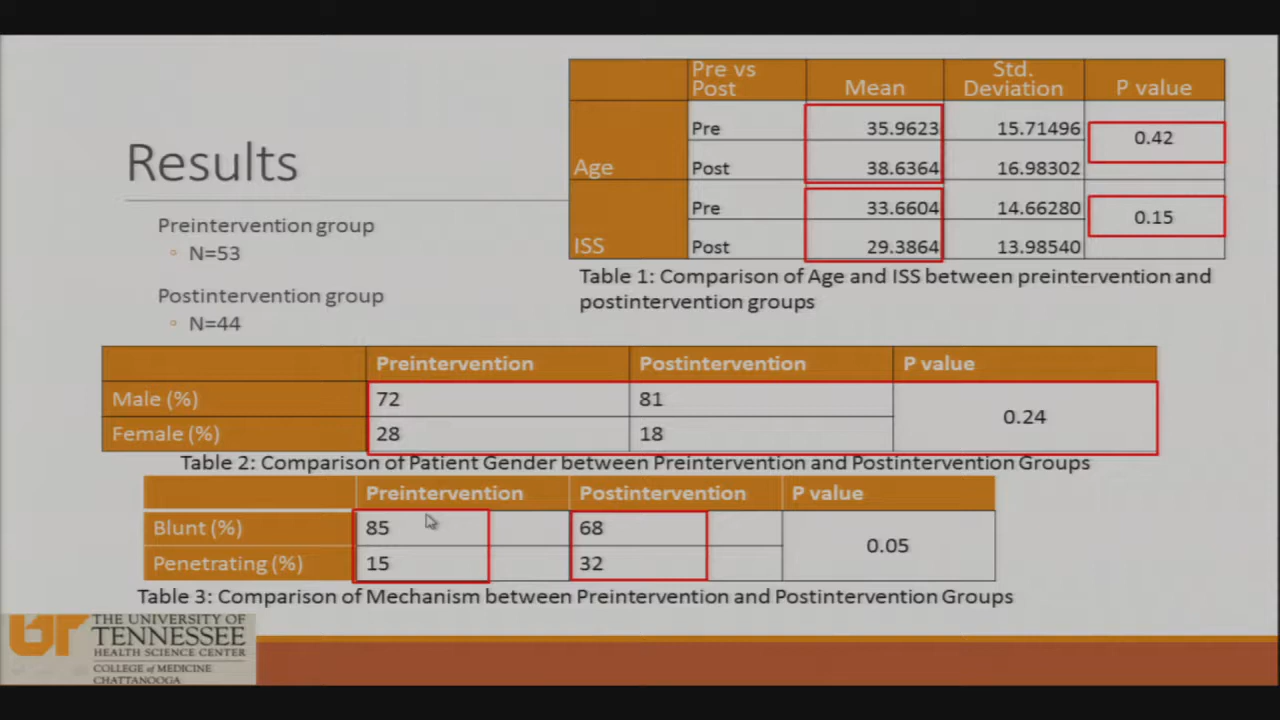 Results
Preintervention group
N=53
Postintervention group
N=44
Pre vs Post Mean Std. Deviation P value
Age Pre 35.9623 15.71496 0.42
Post 38.6364 16.98302
ISS Pre 33.6604 14.66280 0.15
Post 29.3864 13.98540
Table 1: Comparison of Age and ISS between preintervention and
postintervention groups
Preintervention Postintervention P value
Male (%) 72 81 0.24
Female (%) 28 18
Table 2: Comparison of Patient Gender between Preintervention and Postintervention Groups
Preintervention Postintervention P value
Blunt (%) 85 68 0.05
Penetrating (%) 15 32
Table 3: Comparison of Mechanism between Preintervention and Postintervention Groups
UT
THE UNIVERSITY OF
TENNESSEE
HEALTH SCIENCE CENTER
COLLEGE of MEDICINE
CHATTANOOGA